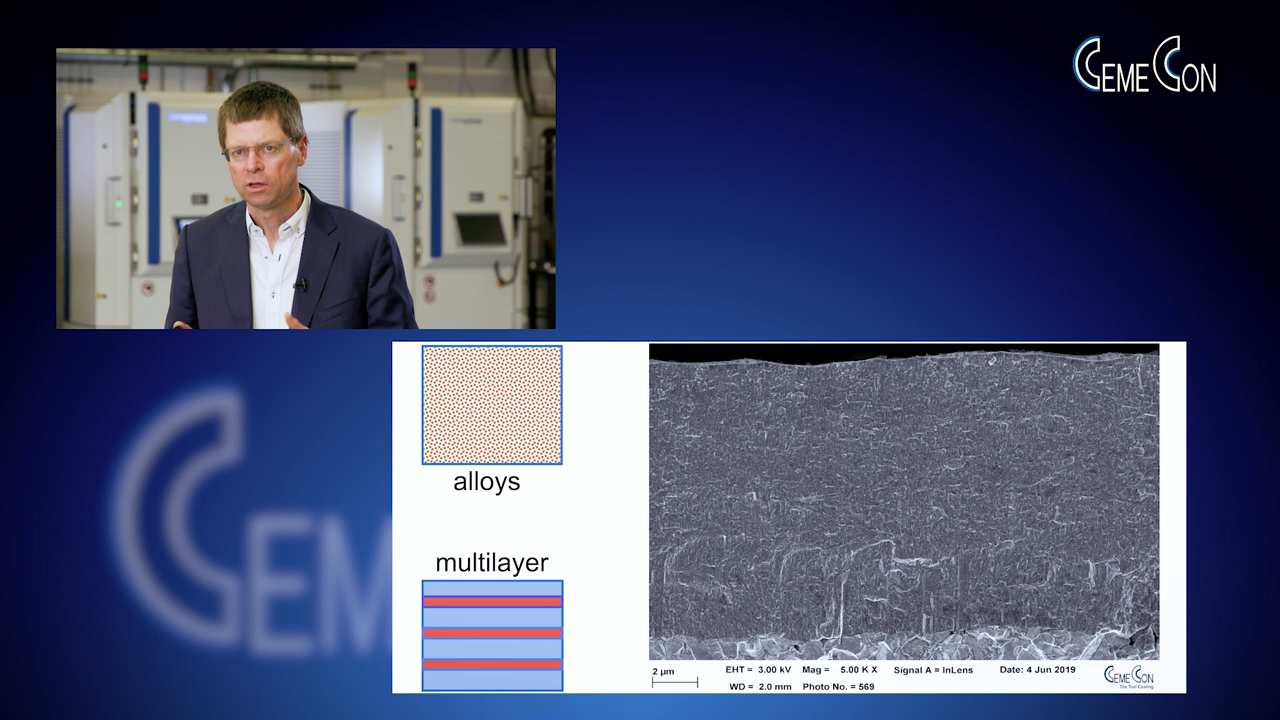 CEMECON
alloys
multilayer
CEME
2 µm
EHT = 3.00 kV Mag = 5.00 K X Signal A = InLens Date: 4 Jun 2019
WD = 2.0 mm Photo No. = 569
CEMECON
The Tool Coating